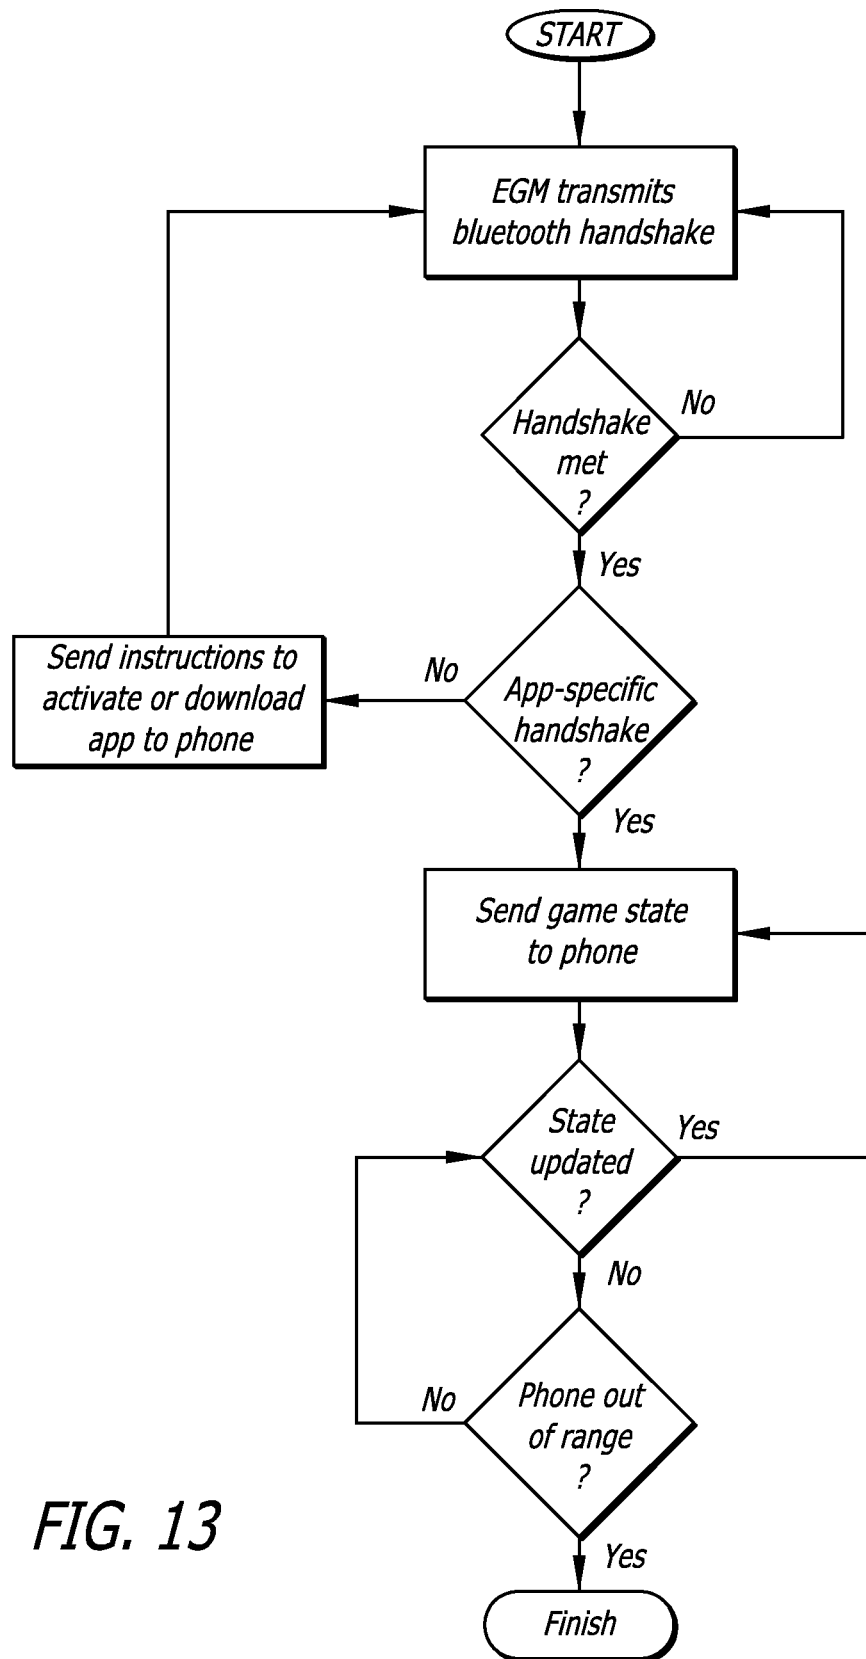 START
EGM transmits
bluetooth handshake
Handshake
met
?
No
Yes
Send instructions to
activate or download
app to phone
No
App-specific
handshake
?
Yes
Send game state
to phone
State
updated
?
Yes
No
No
Phone out
of range
?
Yes
Finish
FIG. 13